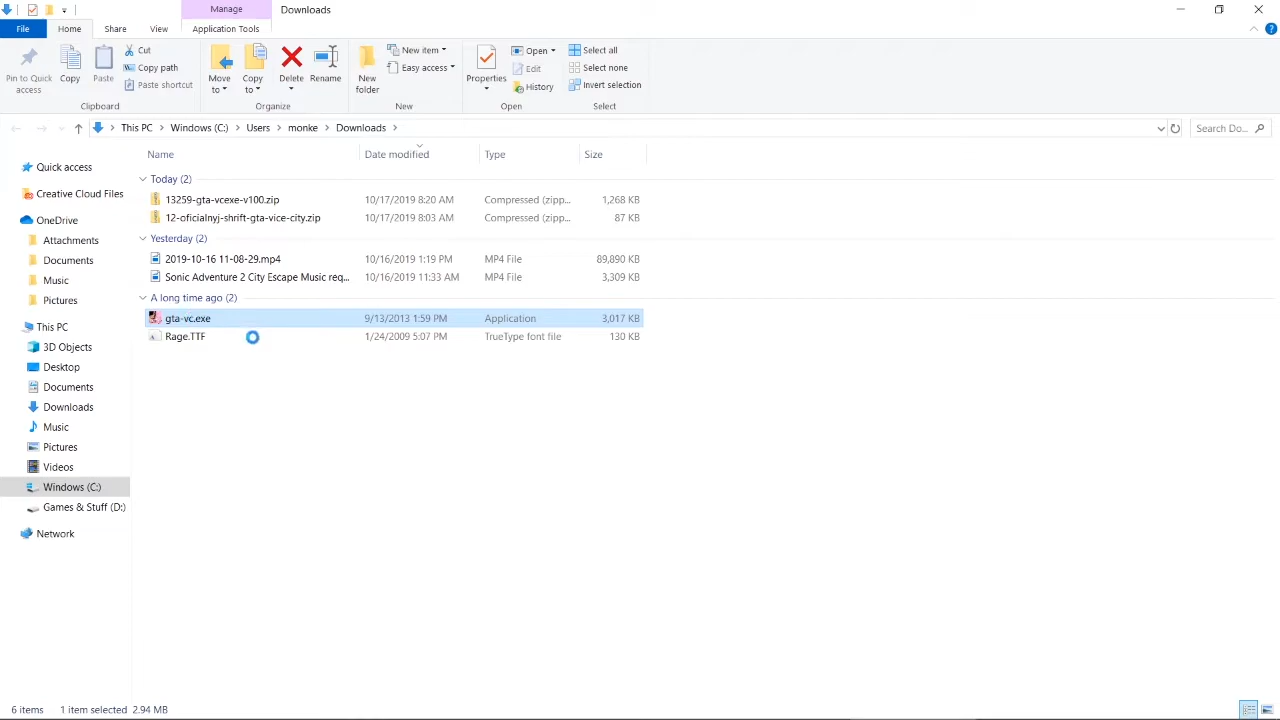 Manage
Downloads
File
Home
Share
View
Application Tools
Pin to Quick access
Copy
Paste
Cut
Copy path
Paste shortcut
Clipboard
Move to
Copy to
Delete
Rename
Organize
New folder
New item
Easy access
New
Properties
Open
Edit
History
Open
Select all
Select none
Invert selection
Select
This PC > Windows (C:) > Users > monke > Downloads >
Search Do...
Name Date modified Type Size
Today (2)
13259-gta-vcexe-v100.zip 10/17/2019 8:20 AM Compressed (zipp... 1,268 KB
12-oficialnyj-shrift-gta-vice-city.zip 10/17/2019 8:03 AM Compressed (zipp... 87 KB
Yesterday (2)
2019-10-16 11-08-29.mp4 10/16/2019 1:19 PM MP4 File 89,890 KB
Sonic Adventure 2 City Escape Music req... 10/16/2019 11:33 AM MP4 File 3,309 KB
A long time ago (2)
gta-vc.exe 9/13/2013 1:59 PM Application 3,017 KB
Rage.TTF 1/24/2009 5:07 PM TrueType font file 130 KB
Quick access
Creative Cloud Files
OneDrive
Attachments
Documents
Music
Pictures
This PC
3D Objects
Desktop
Documents
Downloads
Music
Pictures
Videos
Windows (C:)
Games & Stuff (D:)
Network
6 items 1 item selected 2.94 MB